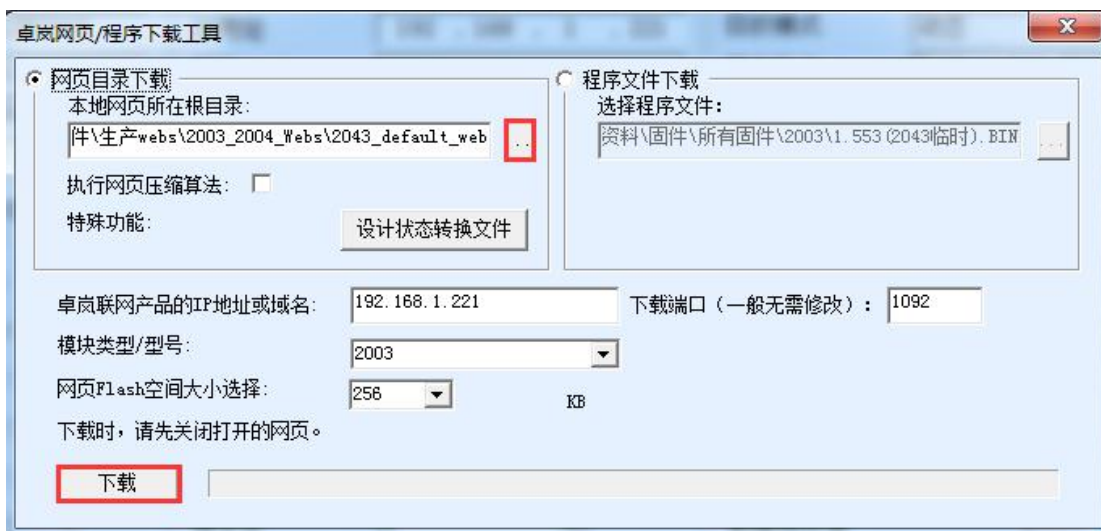 卓岚网页/程序下载工具
网页目录下载
本地网页所在根目录:
件\生产webs\2003_2004_Webs\2043_default_web
..
执行网页压缩算法:
特殊功能:
设计状态转换文件
程序文件下载
选择程序文件:
资料\固件\所有固件\2003\1.553(2043临时).BIN
...
卓岚联网产品的IP地址或域名:
192.168.1.221
下载端口(一般无需修改):
1092
模块类型/型号:
2003
网页Flash空间大小选择:
256
KB
下载时,请先关闭打开的网页。
下载